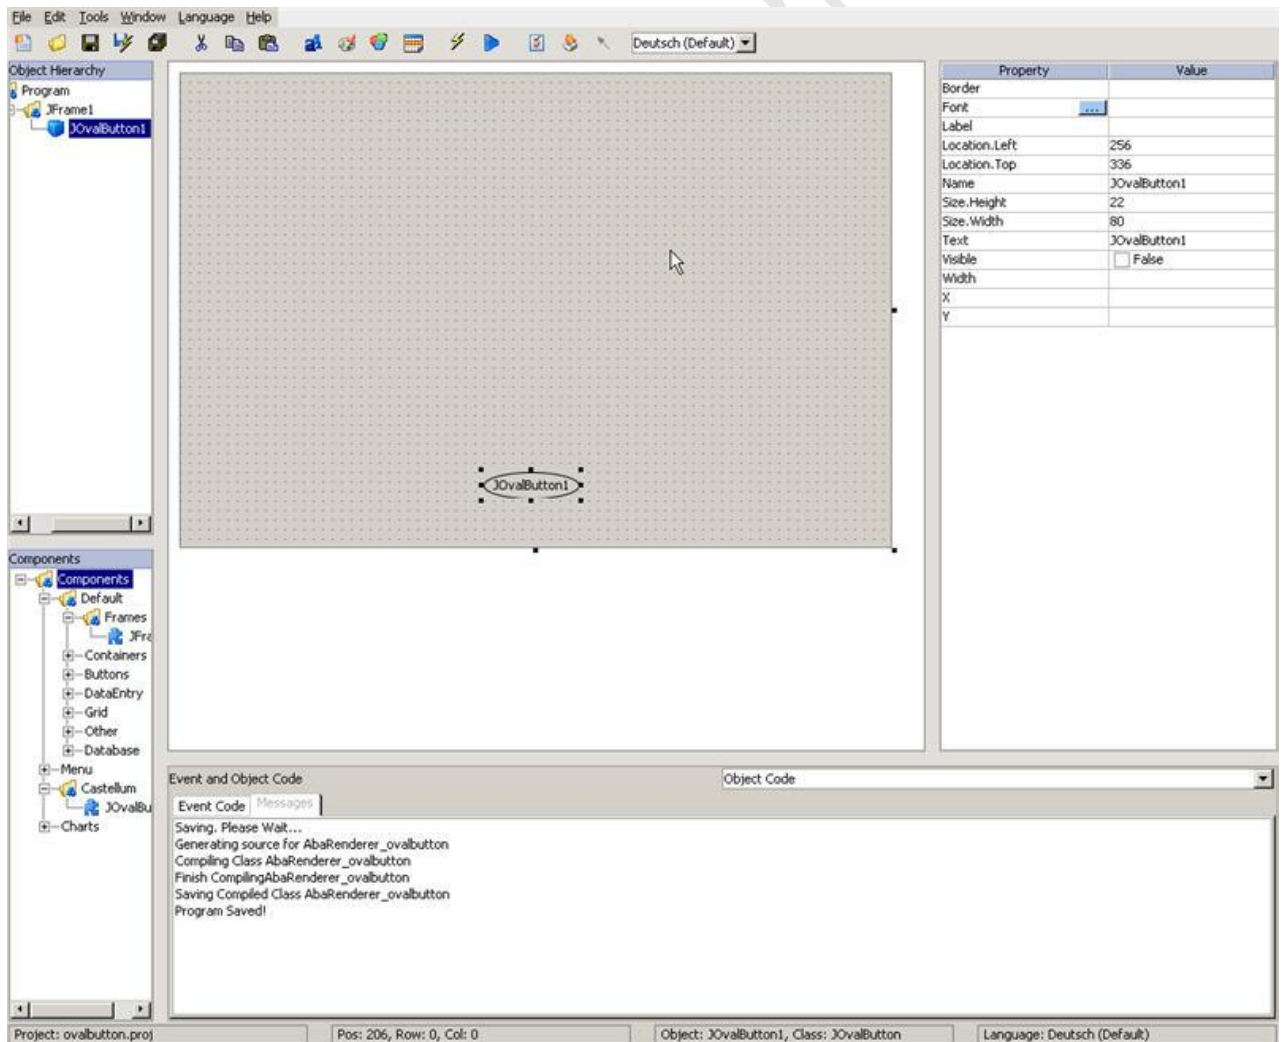 File Edit Tools Window Language Help
Deutsch (Default)
Object Hierarchy
Program
JFrame1
JOvalButton1
JOvalButton1
Property Value
Border
Font ...
Label
Location.Left 256
Location.Top 336
Name JOvalButton1
Size.Height 22
Size.Width 80
Text JOvalButton1
Visible False
Width
X
Y
Components
Components
Default
Frames
JFra
Containers
Buttons
DataEntry
Grid
Other
Database
Menu
Castellum
JOvalBu
Charts
Event and Object Code Object Code
Event Code Messages
Saving. Please Wait...
Generating source for AbaRenderer_ovalbutton
Compiling Class AbaRenderer_ovalbutton
Finish CompilingAbaRenderer_ovalbutton
Saving Compiled Class AbaRenderer_ovalbutton
Program Saved!
Project: ovalbutton.proj Pos: 206, Row: 0, Col: 0 Object: JOvalButton1, Class: JOvalButton Language: Deutsch (Default)